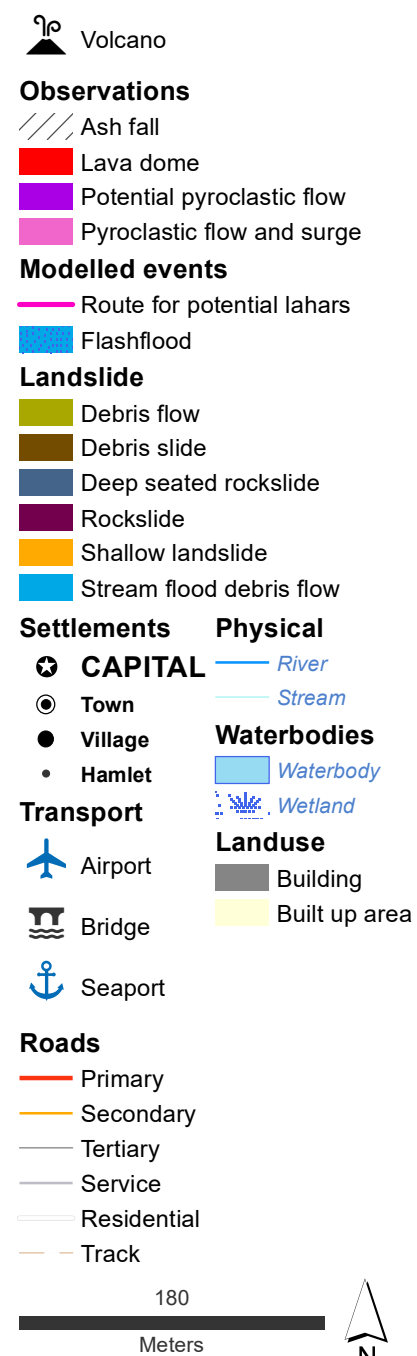 Volcano
Observations
Ash fall
Lava dome
Potential pyroclastic flow
Pyroclastic flow and surge
Modelled events
Route for potential lahars
Flashflood
Landslide
Debris flow
Debris slide
Deep seated rockslide
Rockslide
Shallow landslide
Stream flood debris flow
Settlements
CAPITAL
Town
Village
Hamlet
Physical
River
Stream
Waterbodies
Waterbody
Wetland
Landuse
Building
Built up area
Transport
Airport
Bridge
Seaport
Roads
Primary
Secondary
Tertiary
Service
Residential
Track
180
Meters
N